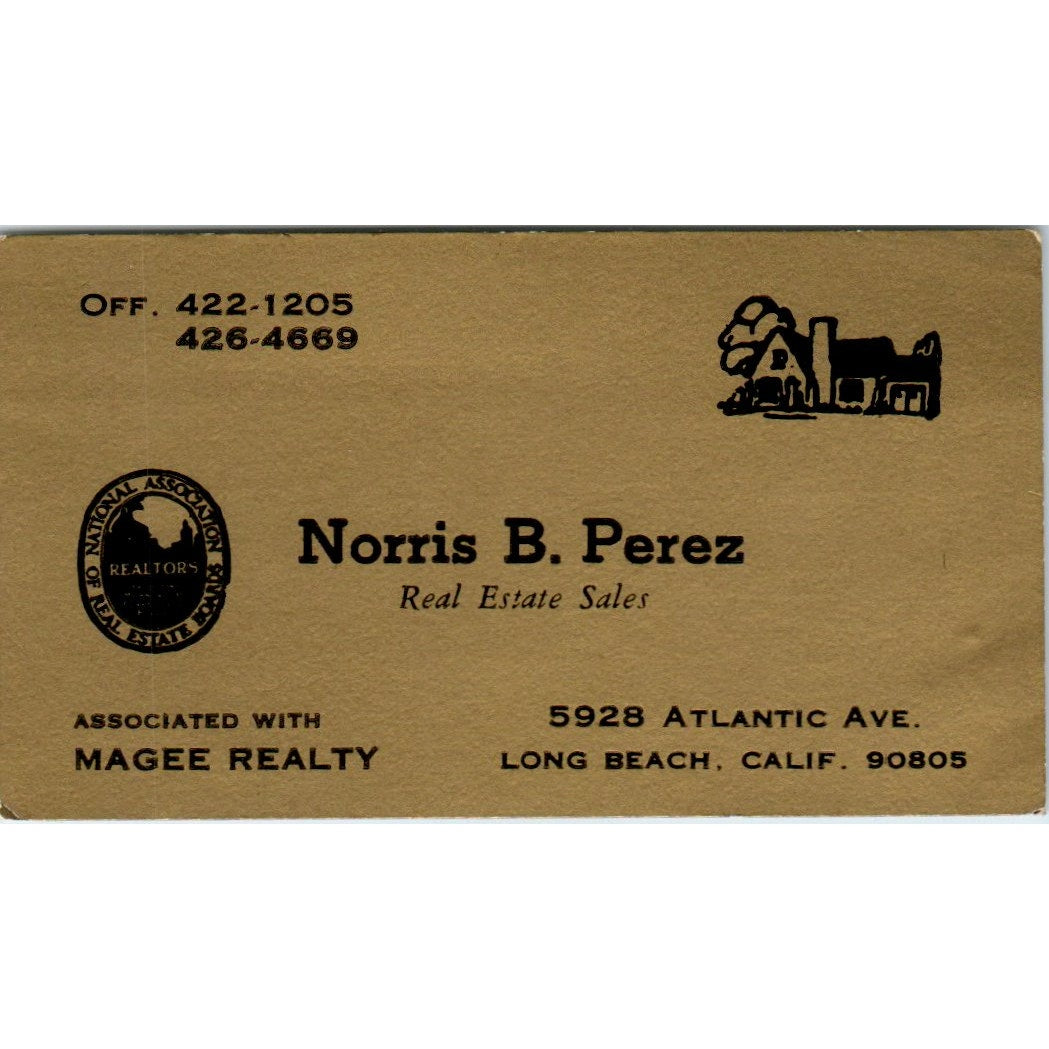 OFF. 422-1205
426-4669
NATIONAL ASSOCIATION
OF REAL ESTATE BOARDS
REALTORS
Norris B. Perez
Real Estate Sales
ASSOCIATED WITH
MAGEE REALTY
5928 ATLANTIC AVE.
LONG BEACH, CALIF. 90805